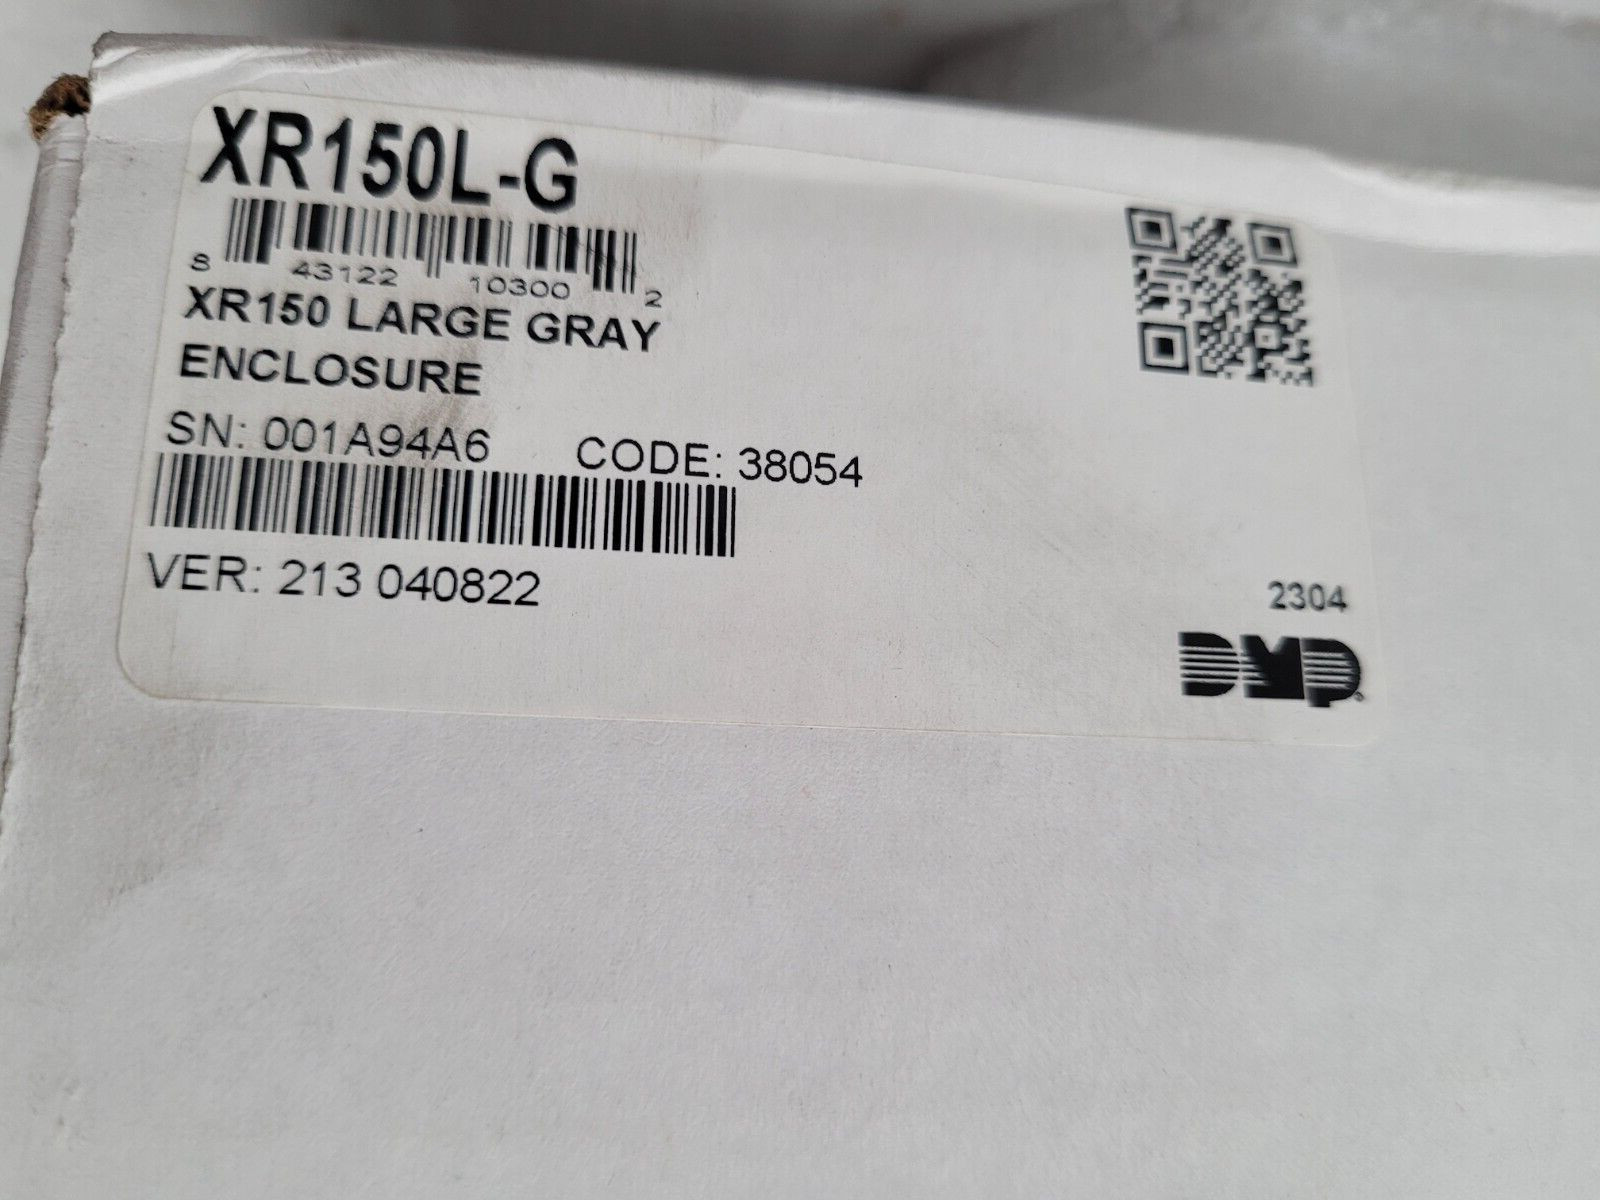 XR150L-G
8 43122 10300 2
XR150 LARGE GRAY
ENCLOSURE
SN: 001A94A6 CODE: 38054
VER: 213 040822
2304
DMP